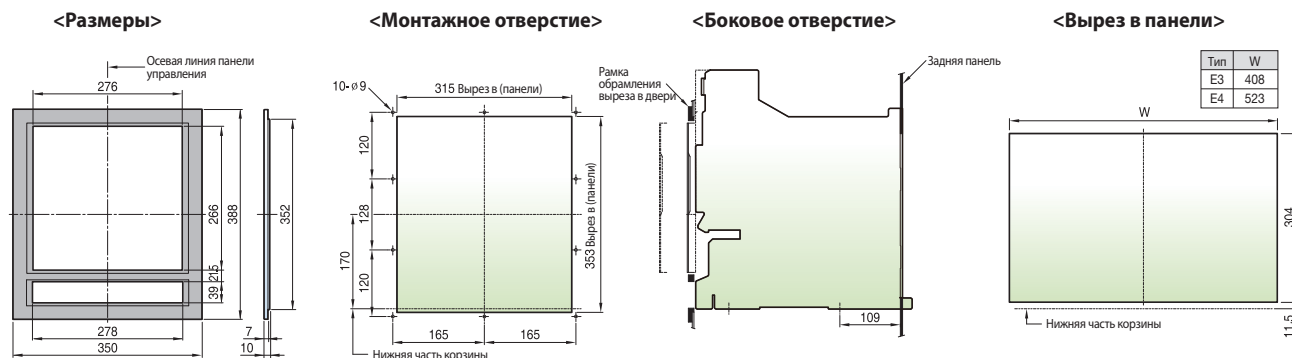 <Размеры>
Осевая линия панели
управления
276
266
388
21.5
39
278
350
352
7
10
<Монтажное отверстие>
10-ø9
315 Вырез в (панели)
120
128
170
120
353 Вырез в (панели)
165
165
Нижняя часть корзины
<Боковое отверстие>
Рамка
обрамления
выреза в двери
Задняя панель
109
<Вырез в панели>
Тип W
E3 408
E4 523
W
304
Нижняя часть корзины
11.5